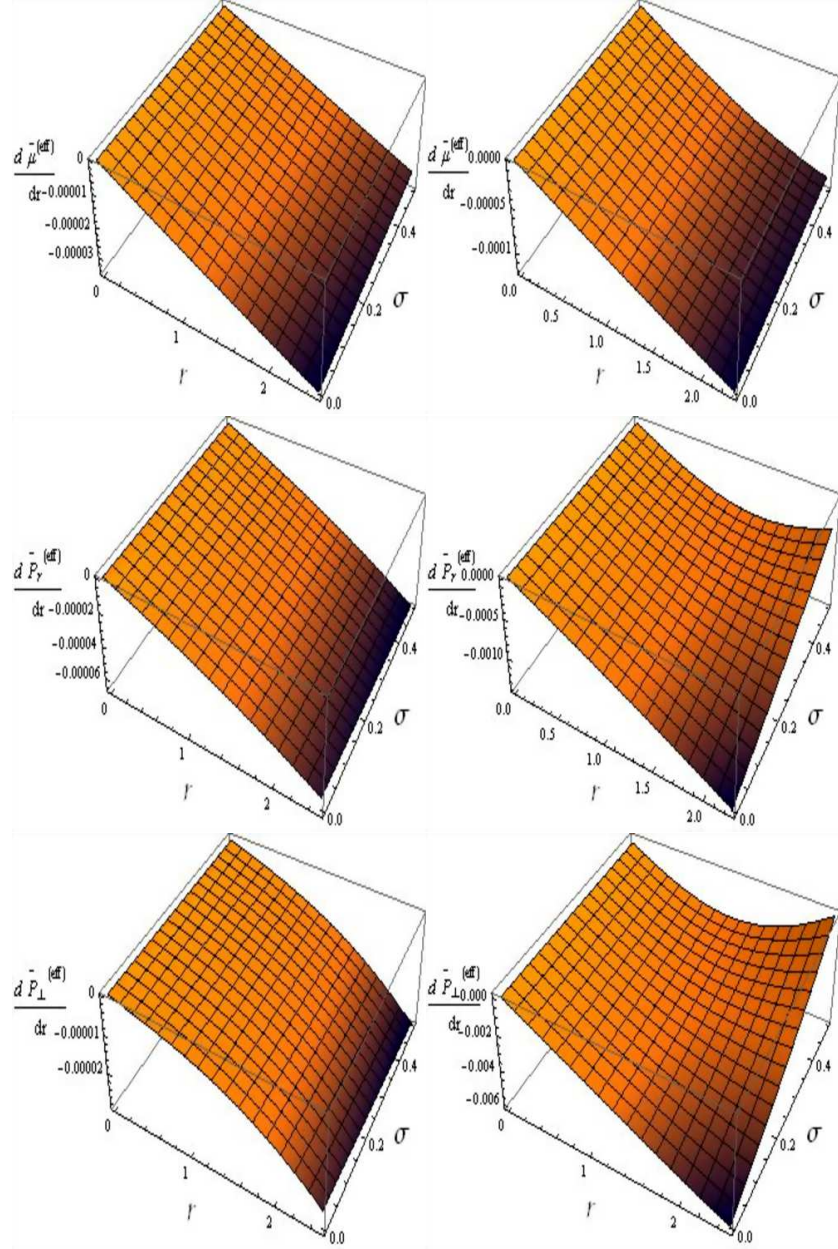 d μ̄^(eff)
dr
0
-0.00001
-0.00002
-0.00003
0
1
2
r
0.0
0.2
0.4
σ
d μ̄^(eff)
dr
0.0000
-0.00005
-0.0001
0.0
0.5
1.0
1.5
2.0
r
0.0
0.2
0.4
σ
d P̄_r^(eff)
dr
0
-0.00002
-0.00004
-0.00006
0
1
2
r
0.0
0.2
0.4
σ
d P̄_r^(eff)
dr
0.0000
-0.0005
-0.0010
0.0
0.5
1.0
1.5
2.0
r
0.0
0.2
0.4
σ
d P̄_⊥^(eff)
dr
0
-0.00001
-0.00002
0
1
2
r
0.0
0.2
0.4
σ
d P̄_⊥^(eff)
dr
0.000
-0.002
-0.004
-0.006
0
1
2
r
0.0
0.2
0.4
σ